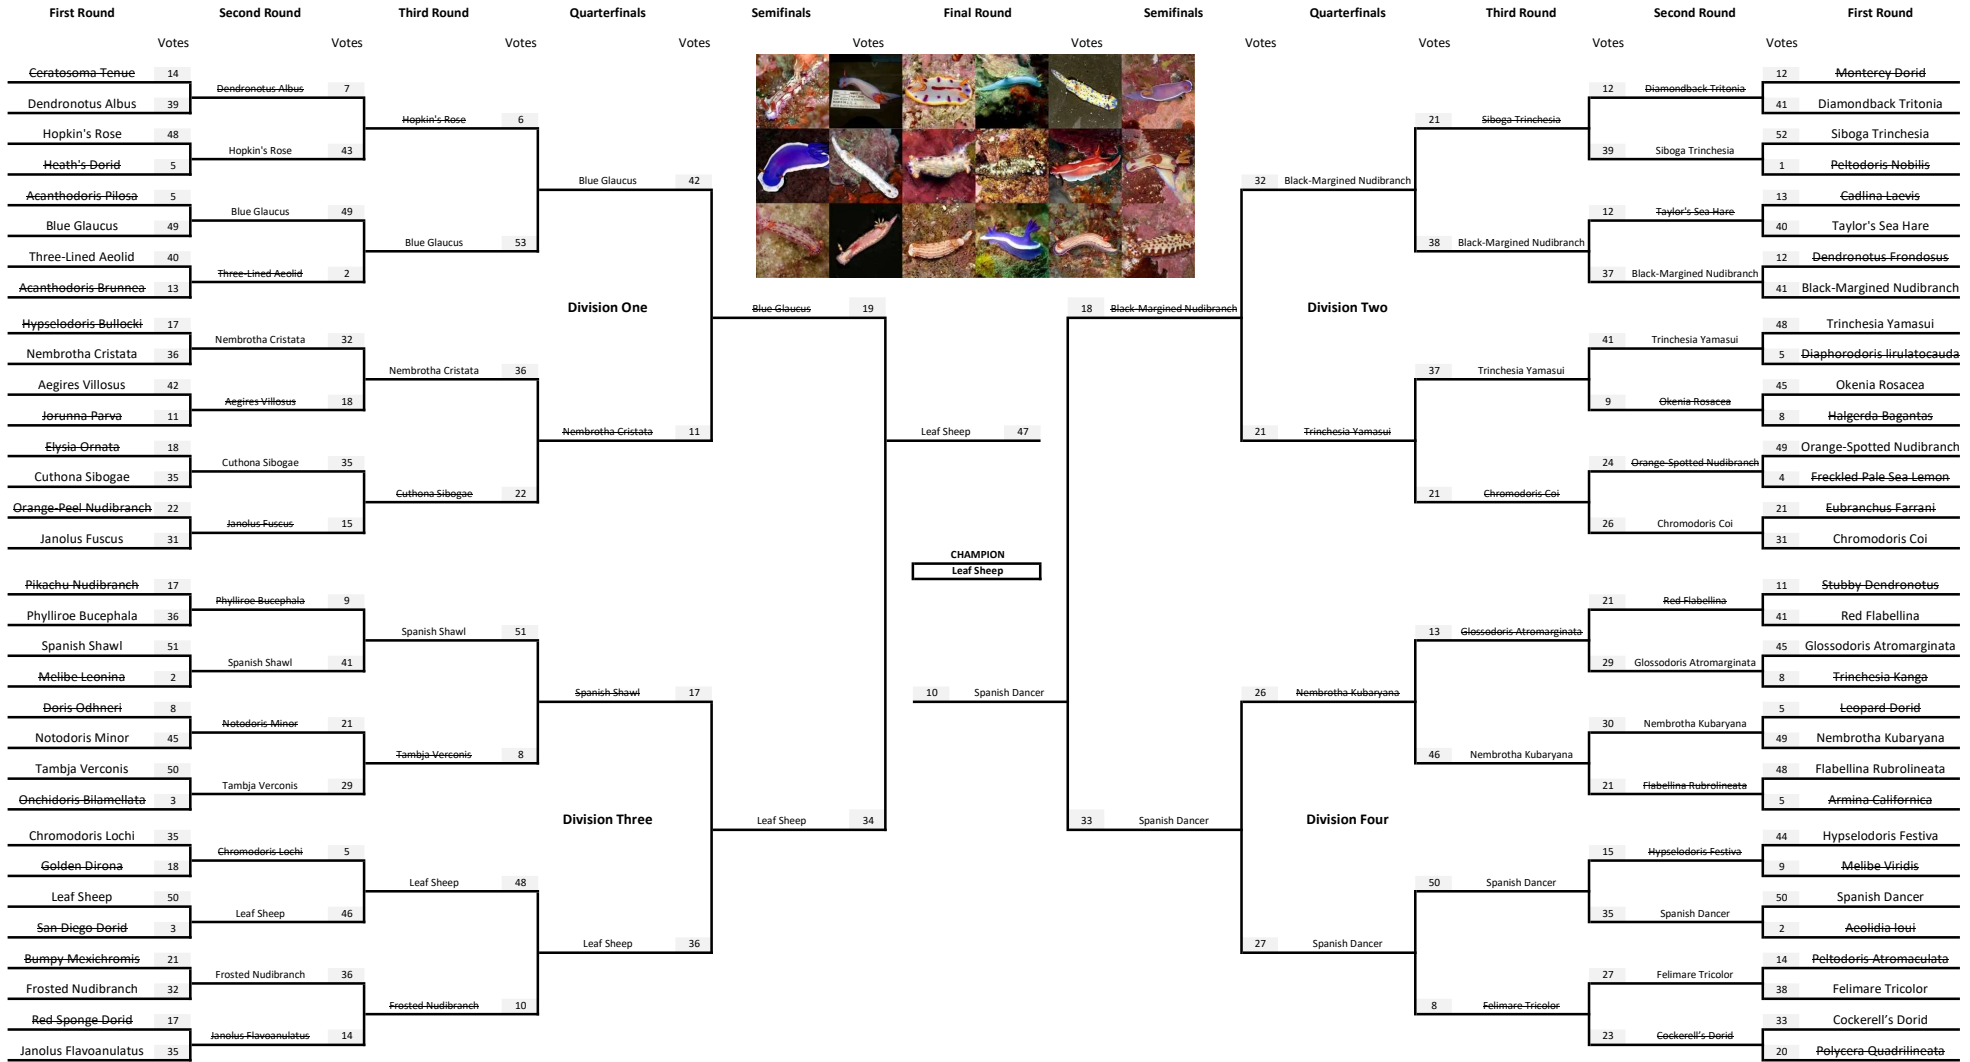 First Round Second Round Third Round Quarterfinals Semifinals Final Round Semifinals Quarterfinals Third Round Second Round First Round
Votes Votes Votes Votes Votes Votes Votes Votes Votes Votes
Ceratosoma Tenue 14 12 Monterey Dorid
Dendronotus Albus 7 12 Diamondback Tritonia
Dendronotus Albus 39 41 Diamondback Tritonia
Hopkin's Rose 6 21 Siboga Trinchesia
Hopkin's Rose 48 52 Siboga Trinchesia
Hopkin's Rose 43 39 Siboga Trinchesia
Heath's Dorid 5 1 Peltodoris Nobilis
Blue Glaucus 42 32 Black-Margined Nudibranch
Acanthodoris Pilosa 5 13 Cadlina Laevis
Blue Glaucus 49 12 Taylor's Sea Hare
Blue Glaucus 49 40 Taylor's Sea Hare
Blue Glaucus 53 38 Black-Margined Nudibranch
Three-Lined Aeolid 40 12 Dendronotus Frondosus
Three-Lined Aeolid 2 37 Black-Margined Nudibranch
Acanthodoris Brunnea 13 41 Black-Margined Nudibranch
Division One Blue Glaucus 19 18 Black-Margined Nudibranch Division Two
Hypselodoris Bullocki 17 48 Trinchesia Yamasui
Nembrotha Cristata 32 41 Trinchesia Yamasui
Nembrotha Cristata 36 5 Diaphorodoris lirulatocauda
Nembrotha Cristata 36 37 Trinchesia Yamasui
Aegires Villosus 42 45 Okenia Rosacea
Aegires Villosus 18 9 Okenia Rosacea
Jorunna Parva 11 8 Halgerda Bagantas
Nembrotha Cristata 11 Leaf Sheep 47 21 Trinchesia Yamasui
Elysia Ornata 18 49 Orange-Spotted Nudibranch
Cuthona Sibogae 35 24 Orange-Spotted Nudibranch
Cuthona Sibogae 35 4 Freckled Pale Sea Lemon
Cuthona Sibogae 22 21 Chromodoris Coi
Orange-Peel Nudibranch 22 21 Eubranchus Farrani
Janolus Fuscus 15 26 Chromodoris Coi
Janolus Fuscus 31 31 Chromodoris Coi
CHAMPION
Leaf Sheep
Pikachu Nudibranch 17 11 Stubby Dendronotus
Phylliroe Bucephala 9 21 Red Flabellina
Phylliroe Bucephala 36 41 Red Flabellina
Spanish Shawl 51 13 Glossodoris Atromarginata
Spanish Shawl 51 45 Glossodoris Atromarginata
Spanish Shawl 41 29 Glossodoris Atromarginata
Melibe Leonina 2 8 Trinchesia Kanga
Spanish Shawl 17 10 Spanish Dancer 26 Nembrotha Kubaryana
Doris Odhneri 8 5 Leopard Dorid
Notodoris Minor 21 30 Nembrotha Kubaryana
Notodoris Minor 45 49 Nembrotha Kubaryana
Tambja Verconis 8 46 Nembrotha Kubaryana
Tambja Verconis 50 48 Flabellina Rubrolineata
Tambja Verconis 29 21 Flabellina Rubrolineata
Onchidoris Bilamellata 3 5 Armina Californica
Division Three Leaf Sheep 34 33 Spanish Dancer Division Four
Chromodoris Lochi 35 44 Hypselodoris Festiva
Chromodoris Lochi 5 15 Hypselodoris Festiva
Golden Dirona 18 9 Melibe Viridis
Leaf Sheep 48 50 Spanish Dancer
Leaf Sheep 50 50 Spanish Dancer
Leaf Sheep 46 35 Spanish Dancer
San Diego Dorid 3 2 Aeolidia loui
Leaf Sheep 36 27 Spanish Dancer
Bumpy Mexichromis 21 14 Peltodoris Atromaculata
Frosted Nudibranch 36 27 Felimare Tricolor
Frosted Nudibranch 32 38 Felimare Tricolor
Frosted Nudibranch 10 8 Felimare Tricolor
Red Sponge Dorid 17 33 Cockerell’s Dorid
Janolus Flavoanulatus 14 23 Cockerell’s Dorid
Janolus Flavoanulatus 35 20 Polycera Quadrilineata